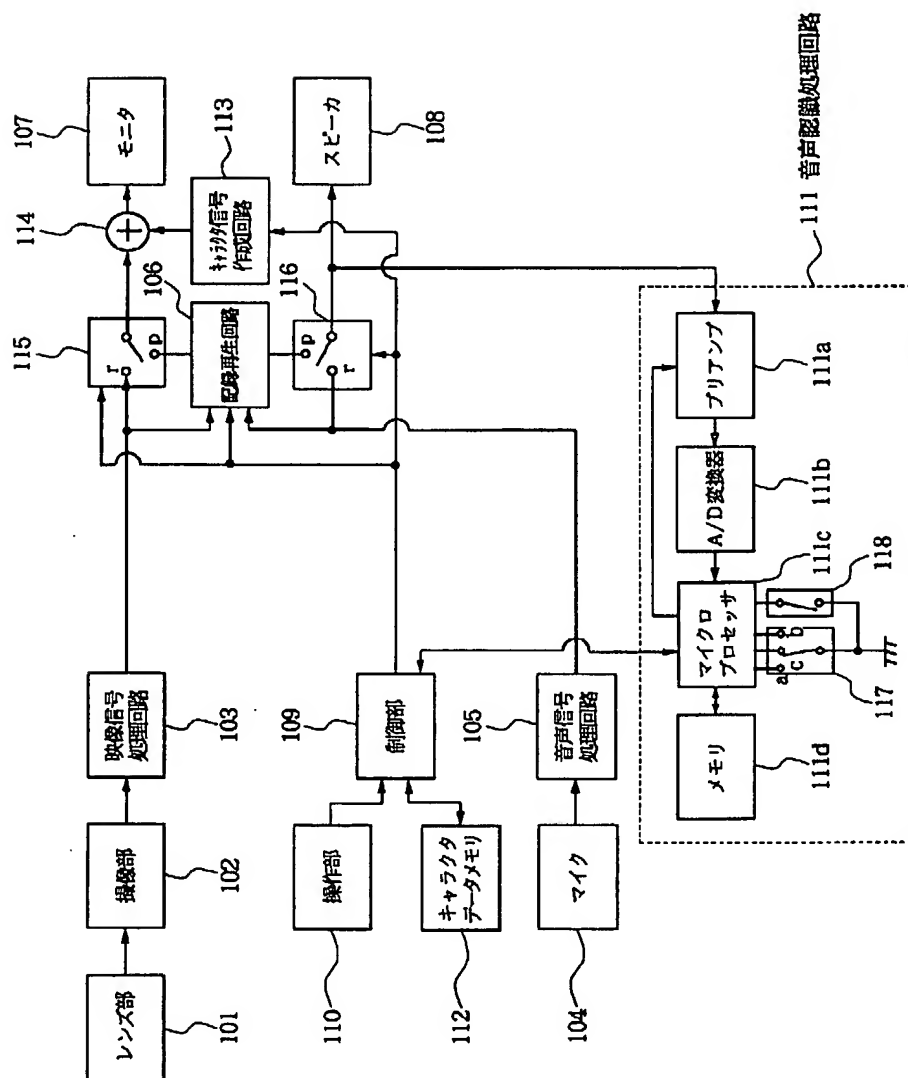 レンズ部
101
撮像部
102
映像信号
処理回路
103
115
r
p
114
モニタ
107
106
記録再生回路
キャラクタ信号
作成回路
113
116
p
r
スピーカ
108
操作部
110
制御部
109
キャラクタ
データメモリ
112
マイク
104
音声信号
処理回路
105
111 音声認識処理回路
プリアンプ
111a
A/D変換器
111b
マイクロ
プロセッサ
111c
メモリ
111d
a
c
b
117
118